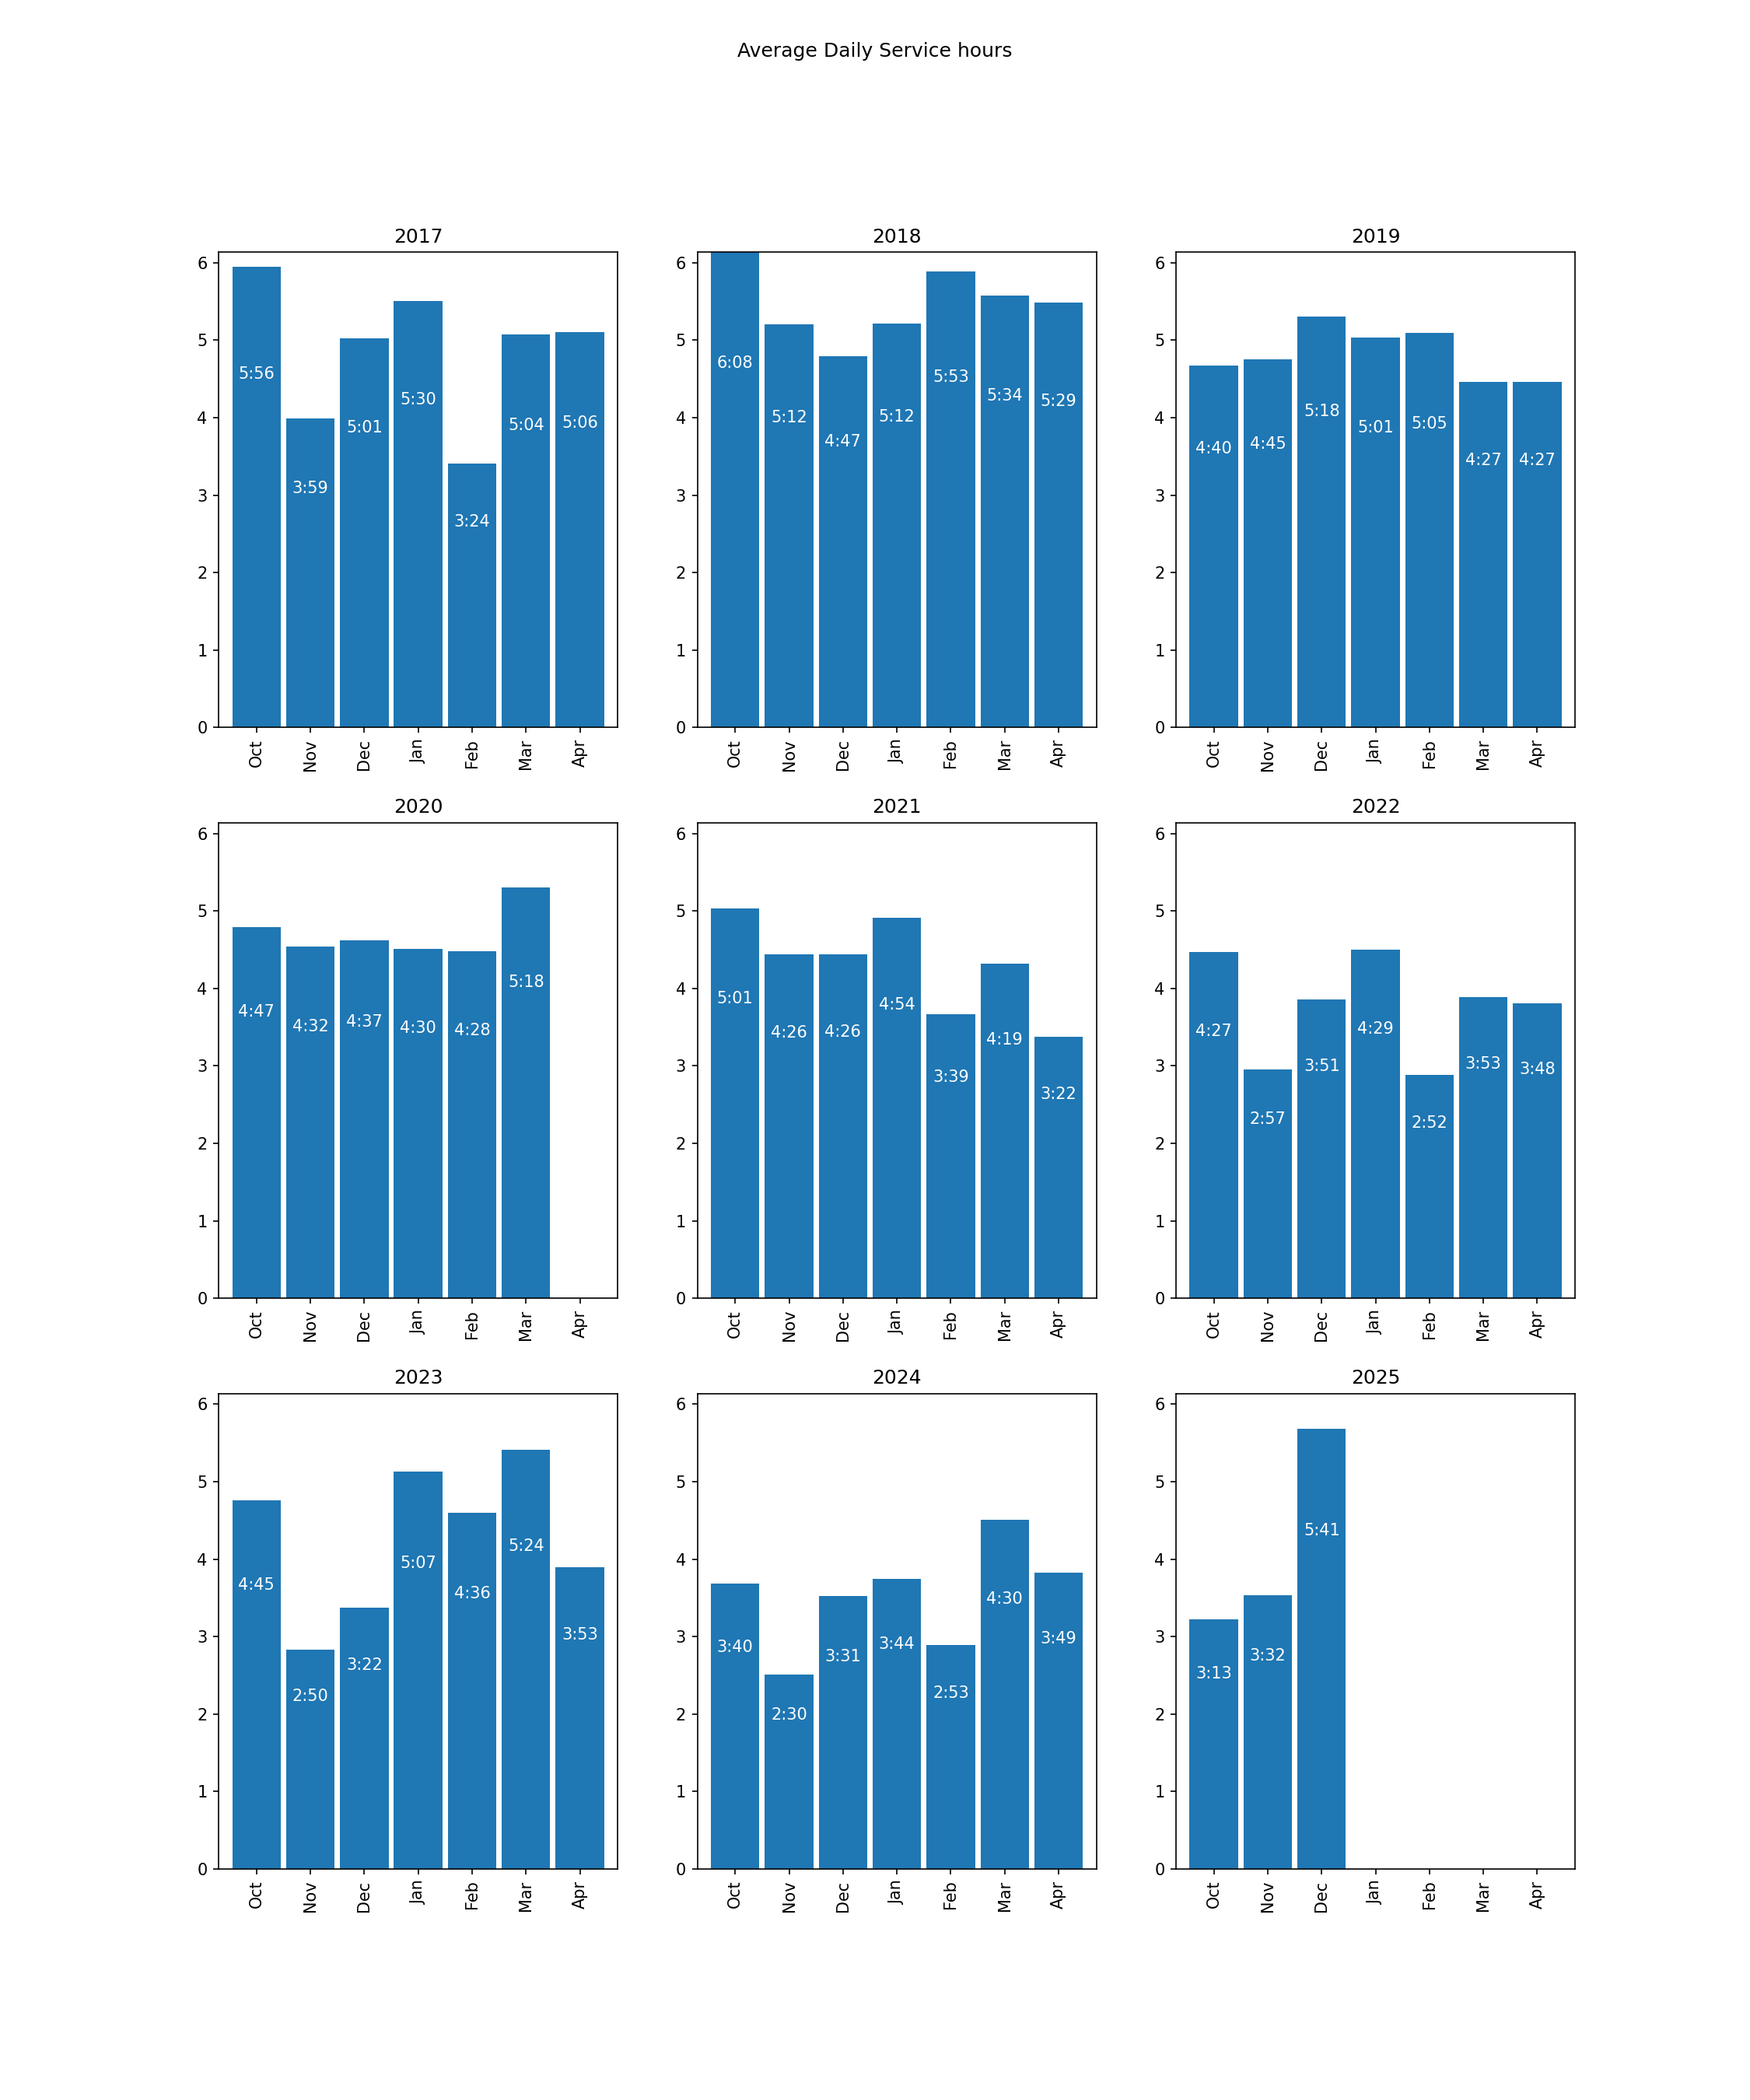 Average Daily Service hours
2017
2018
2019
6
5
4
3
2
1
0
5:56
3:59
5:01
5:30
3:24
5:04
5:06
Oct
Nov
Dec
Jan
Feb
Mar
Apr
6
5
4
3
2
1
0
6:08
5:12
4:47
5:12
5:53
5:34
5:29
Oct
Nov
Dec
Jan
Feb
Mar
Apr
6
5
4
3
2
1
0
4:40
4:45
5:18
5:01
5:05
4:27
4:27
Oct
Nov
Dec
Jan
Feb
Mar
Apr
2020
2021
2022
6
5
4
3
2
1
0
4:47
4:32
4:37
4:30
4:28
5:18
Oct
Nov
Dec
Jan
Feb
Mar
Apr
6
5
4
3
2
1
0
5:01
4:26
4:26
4:54
3:39
4:19
3:22
Oct
Nov
Dec
Jan
Feb
Mar
Apr
6
5
4
3
2
1
0
4:27
2:57
3:51
4:29
2:52
3:53
3:48
Oct
Nov
Dec
Jan
Feb
Mar
Apr
2023
2024
2025
6
5
4
3
2
1
0
4:45
2:50
3:22
5:07
4:36
5:24
3:53
Oct
Nov
Dec
Jan
Feb
Mar
Apr
6
5
4
3
2
1
0
3:40
2:30
3:31
3:44
2:53
4:30
3:49
Oct
Nov
Dec
Jan
Feb
Mar
Apr
6
5
4
3
2
1
0
3:13
3:32
5:41
Oct
Nov
Dec
Jan
Feb
Mar
Apr